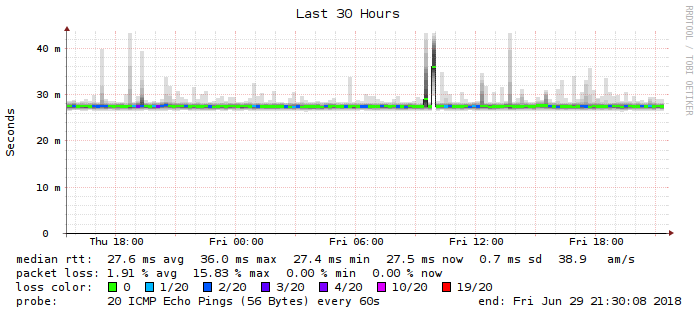 Last 30 Hours
RRDTOOL / TOBI OETIKER
Seconds
40 m
30 m
20 m
10 m
0
Thu 18:00 Fri 00:00 Fri 06:00 Fri 12:00 Fri 18:00
median rtt: 27.6 ms avg 36.0 ms max 27.4 ms min 27.5 ms now 0.7 ms sd 38.9 am/s
packet loss: 1.91 % avg 15.83 % max 0.00 % min 0.00 % now
loss color: 0 1/20 2/20 3/20 4/20 10/20 19/20
probe: 20 ICMP Echo Pings (56 Bytes) every 60s end: Fri Jun 29 21:30:08 2018